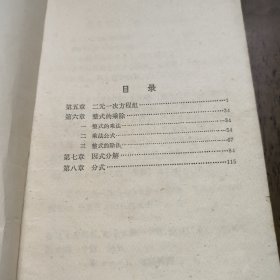 目录
第五章 二元一次方程组 1
第六章 整式的乘除 34
一 整式的乘法 34
二 乘法公式 54
三 整式的除法 67
第七章 因式分解 84
第八章 分式 115